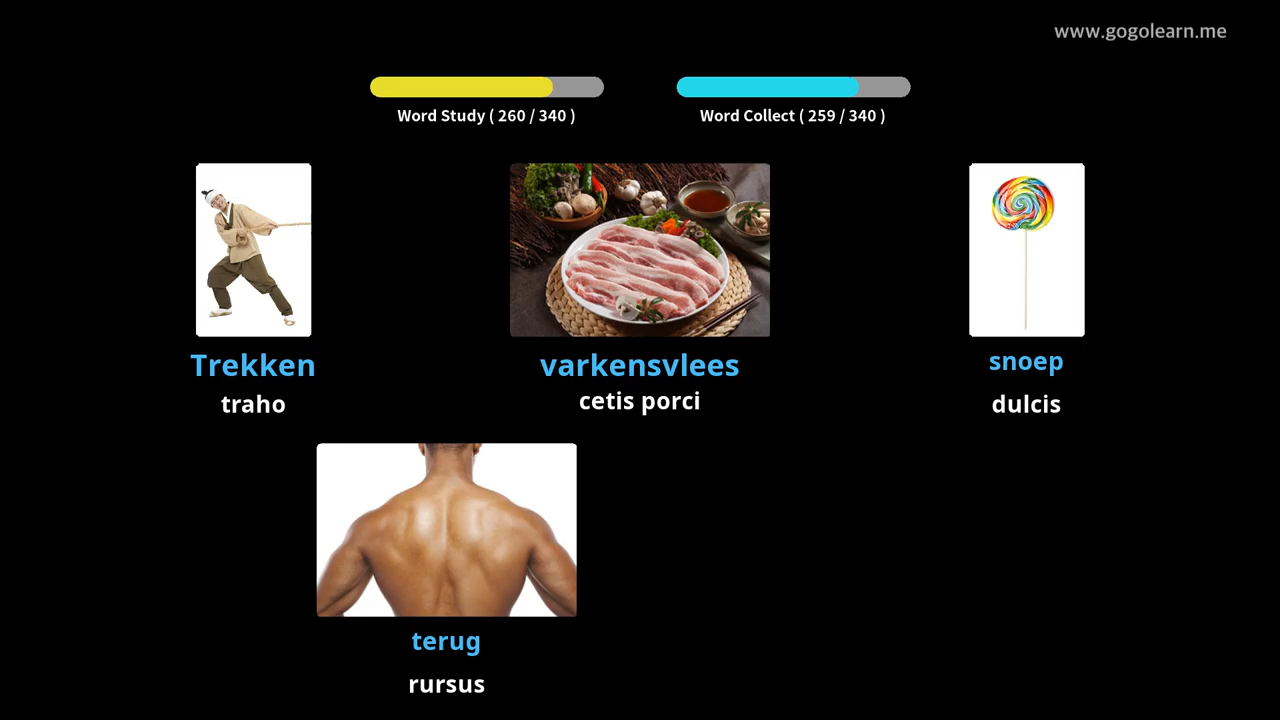 www.gogolearn.me
Word Study ( 260 / 340 )
Word Collect ( 259 / 340 )
Trekken
traho
varkensvlees
cetis porci
snoep
dulcis
terug
rursus